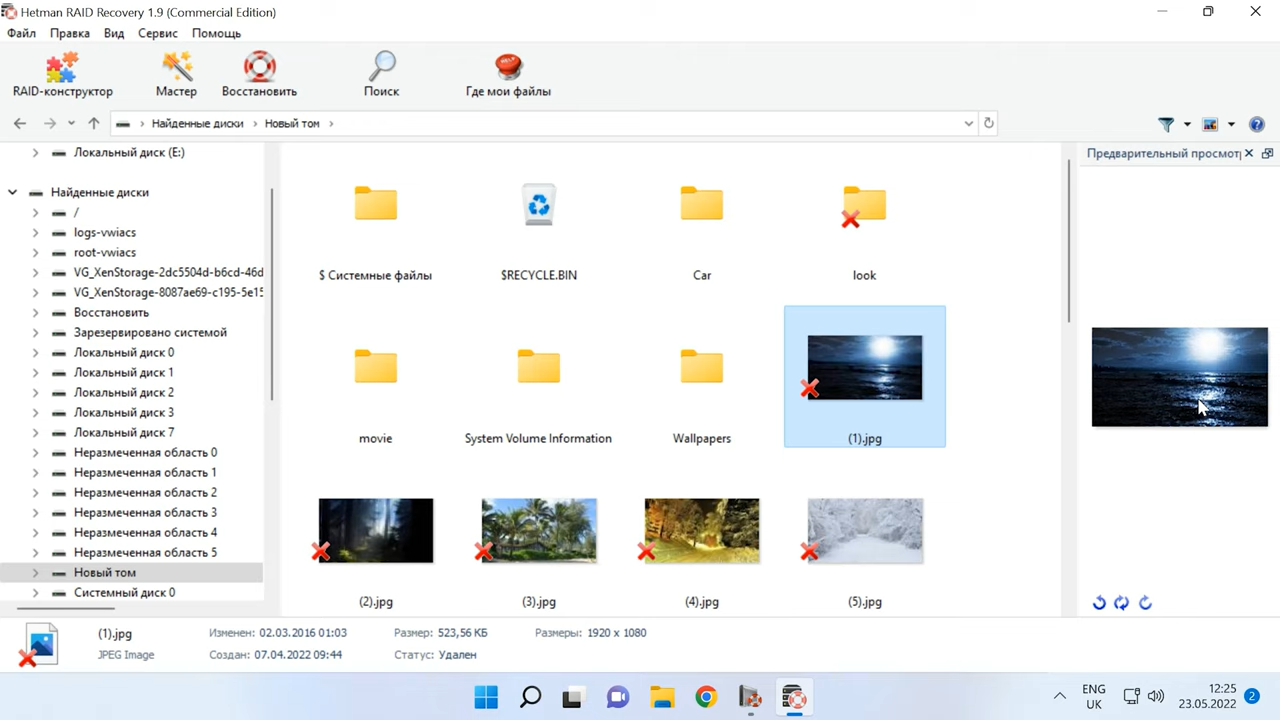 Hetman RAID Recovery 1.9 (Commercial Edition)
Файл Правка Вид Сервис Помощь
RAID-конструктор Мастер Восстановить Поиск Где мои файлы
Найденные диски Новый том
Локальный диск (E:)
Найденные диски
/
logs-vwiacs
root-vwiacs
VG_XenStorage-2dc5504d-b6cd-46d
VG_XenStorage-8087ae69-c195-5e15
Восстановить
Зарезервировано системой
Локальный диск 0
Локальный диск 1
Локальный диск 2
Локальный диск 3
Локальный диск 7
Неразмеченная область 0
Неразмеченная область 1
Неразмеченная область 2
Неразмеченная область 3
Неразмеченная область 4
Неразмеченная область 5
Новый том
Системный диск 0
$ Системные файлы $RECYCLE.BIN Car look
movie System Volume Information Wallpapers (1).jpg
(2).jpg (3).jpg (4).jpg (5).jpg
Предварительный просмотр
(1).jpg Изменен: 02.03.2016 01:03 Размер: 523,56 КБ Размеры: 1920 x 1080
JPEG Image Создан: 07.04.2022 09:44 Статус: Удален
ENG 12:25
UK 23.05.2022 2